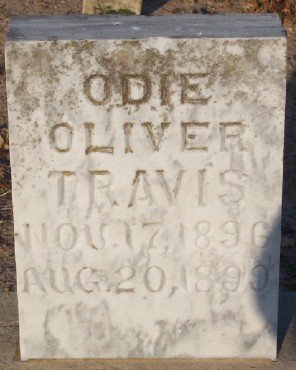 ODIE
OLIVER
TRAVIS
NOV. 17, 1896
AUG. 20, 1899